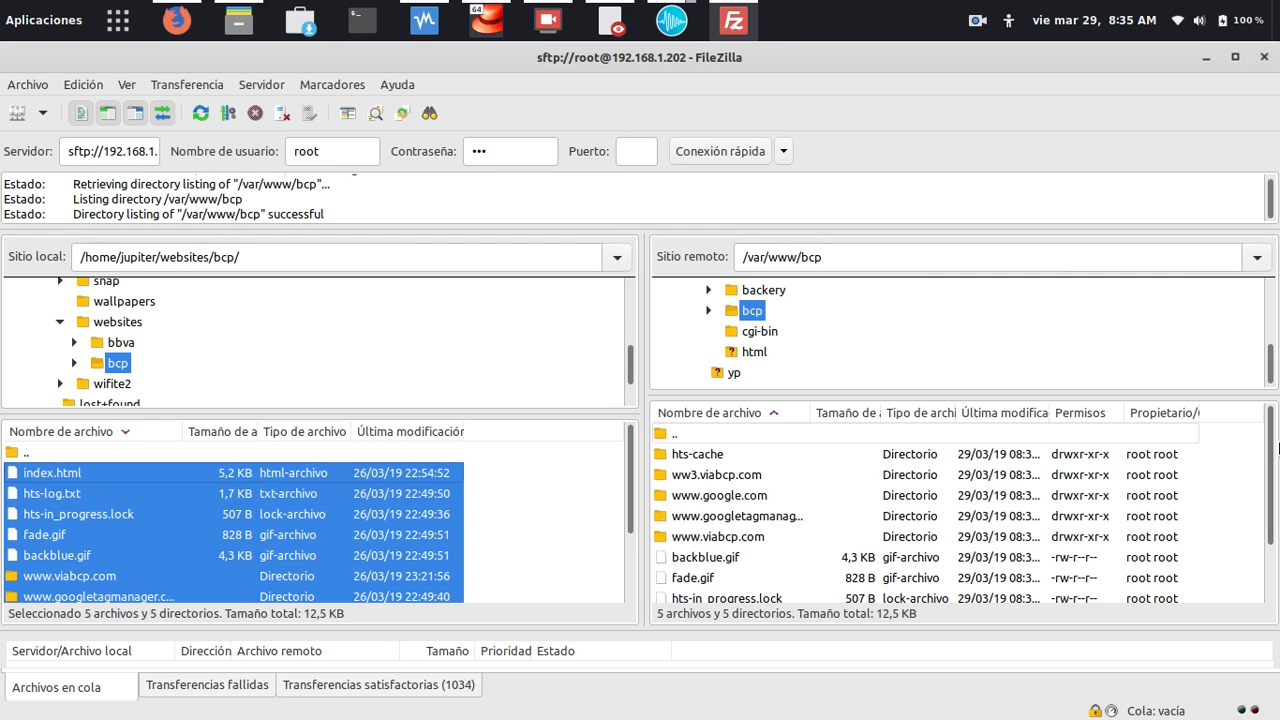 Aplicaciones
64
vie mar 29, 8:35 AM
100 %
sftp://root@192.168.1.202 - FileZilla
Archivo Edición Ver Transferencia Servidor Marcadores Ayuda
Servidor: sftp://192.168.1. Nombre de usuario: root Contraseña: ••• Puerto: Conexión rápida
Estado: Retrieving directory listing of "/var/www/bcp"...
Estado: Listing directory /var/www/bcp
Estado: Directory listing of "/var/www/bcp" successful
Sitio local: /home/jupiter/websites/bcp/
snap
wallpapers
websites
bbva
bcp
wifite2
lost+found
Sitio remoto: /var/www/bcp
backery
bcp
cgi-bin
html
yp
Nombre de archivo Tamaño de a Tipo de archivo Última modificación
..
index.html 5,2 KB html-archivo 26/03/19 22:54:52
hts-log.txt 1,7 KB txt-archivo 26/03/19 22:49:50
hts-in_progress.lock 507 B lock-archivo 26/03/19 22:49:36
fade.gif 828 B gif-archivo 26/03/19 22:49:51
backblue.gif 4,3 KB gif-archivo 26/03/19 22:49:51
www.viabcp.com Directorio 26/03/19 23:21:56
www.googletagmanager.c... Directorio 26/03/19 22:49:40
Seleccionado 5 archivos y 5 directorios. Tamaño total: 12,5 KB
Nombre de archivo Tamaño de a Tipo de archi Última modifica Permisos Propietario/G
..
hts-cache Directorio 29/03/19 08:3... drwxr-xr-x root root
ww3.viabcp.com Directorio 29/03/19 08:3... drwxr-xr-x root root
www.google.com Directorio 29/03/19 08:3... drwxr-xr-x root root
www.googletagmanag... Directorio 29/03/19 08:3... drwxr-xr-x root root
www.viabcp.com Directorio 29/03/19 08:3... drwxr-xr-x root root
backblue.gif 4,3 KB gif-archivo 29/03/19 08:3... -rw-r--r-- root root
fade.gif 828 B gif-archivo 29/03/19 08:3... -rw-r--r-- root root
hts-in_progress.lock 507 B lock-archivo 29/03/19 08:3... -rw-r--r-- root root
5 archivos y 5 directorios. Tamaño total: 12,5 KB
Servidor/Archivo local Dirección Archivo remoto Tamaño Prioridad Estado
Archivos en cola Transferencias fallidas Transferencias satisfactorias (1034)
Cola: vacía